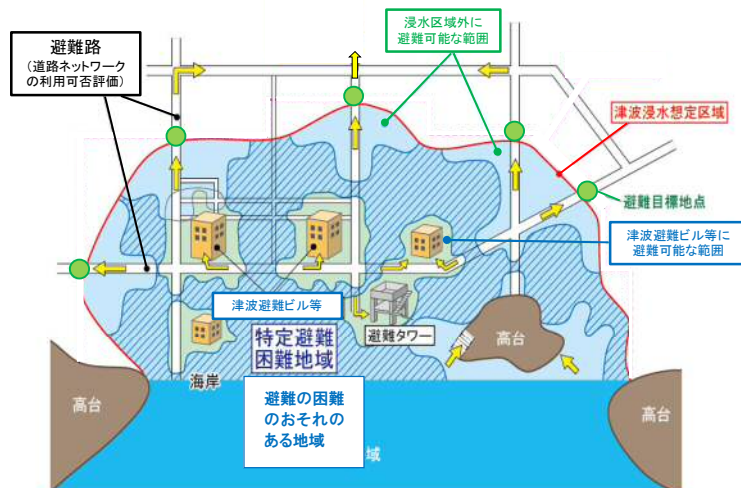 避難路
(道路ネットワーク
の利用可否評価)
浸水区域外に
避難可能な範囲
津波浸水想定区域
避難目標地点
津波避難ビル等に
避難可能な範囲
津波避難ビル等
特定避難
困難地域
避難タワー
高台
海岸
高台
避難の困難
のおそれの
ある地域
域
高台